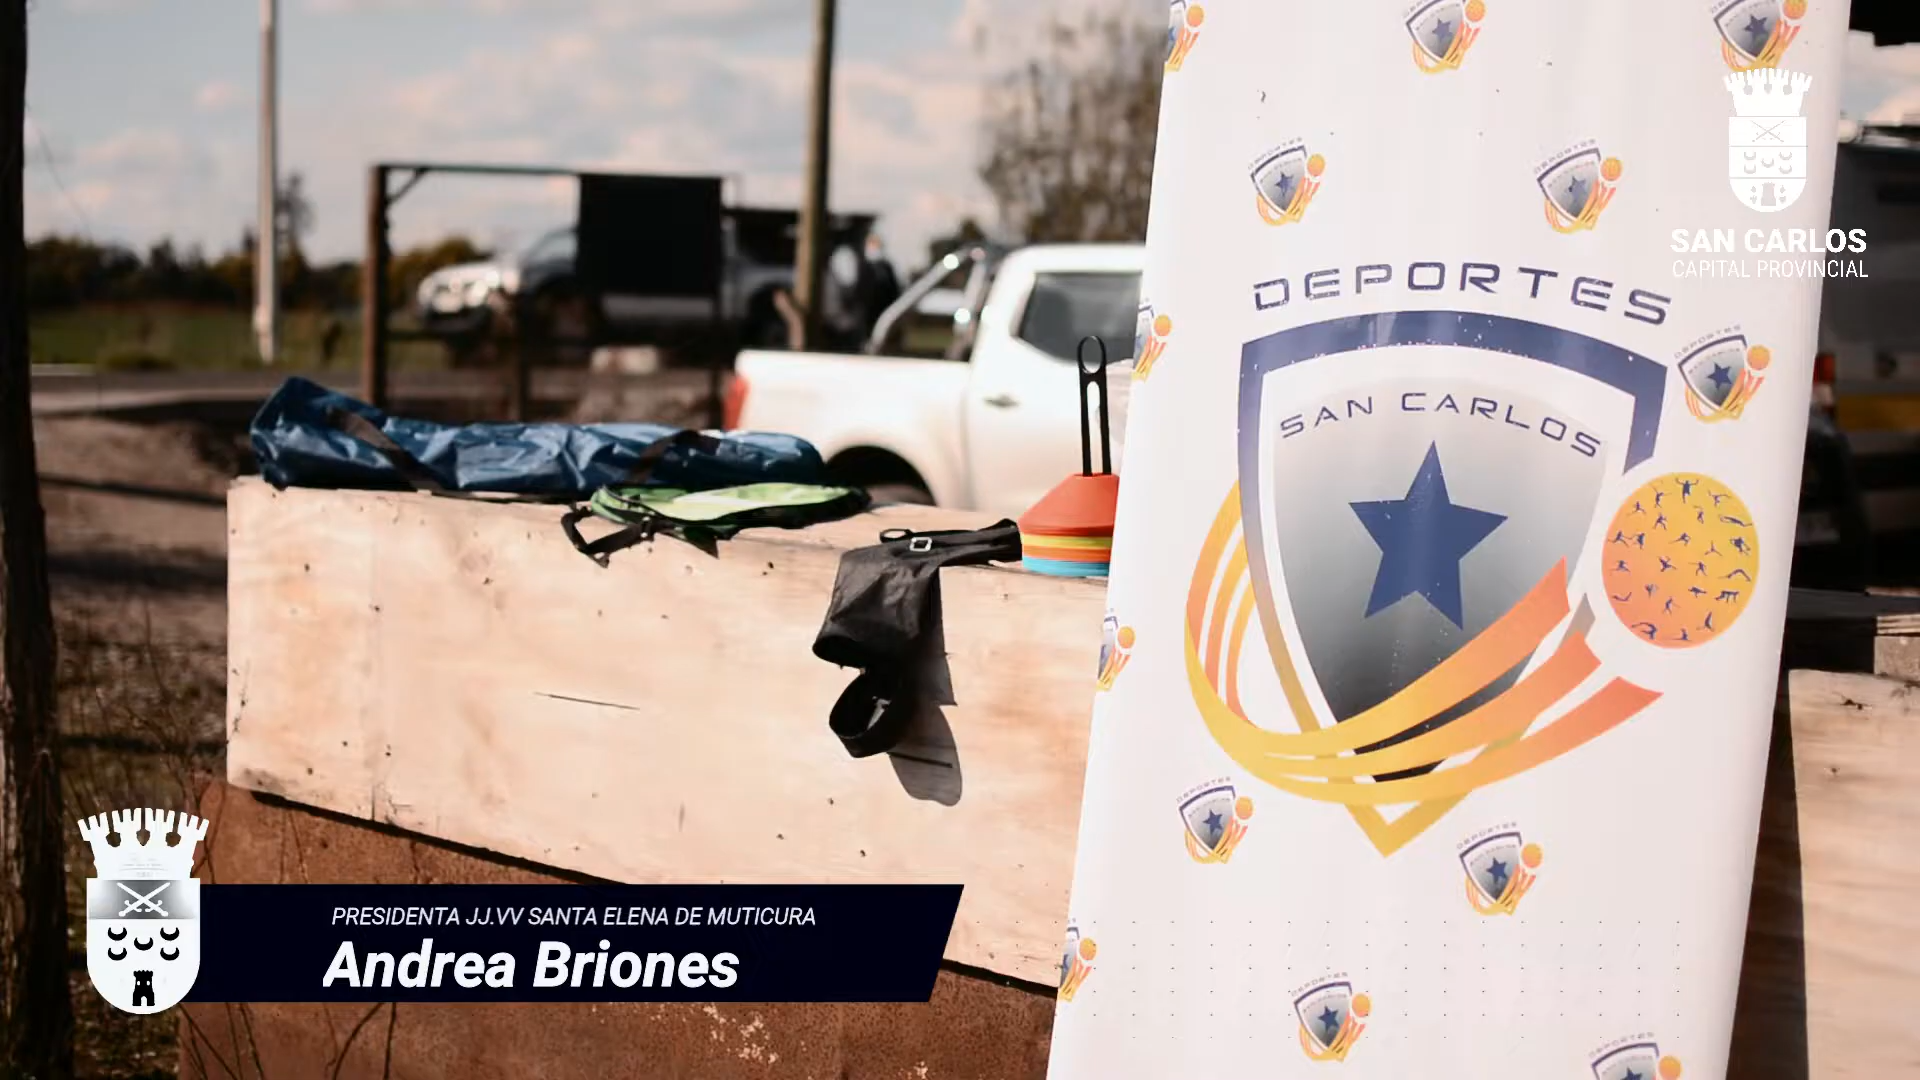 SAN CARLOS
CAPITAL PROVINCIAL
DEPORTES
SAN CARLOS
PRESIDENTA JJ.VV SANTA ELENA DE MUTICURA
Andrea Briones